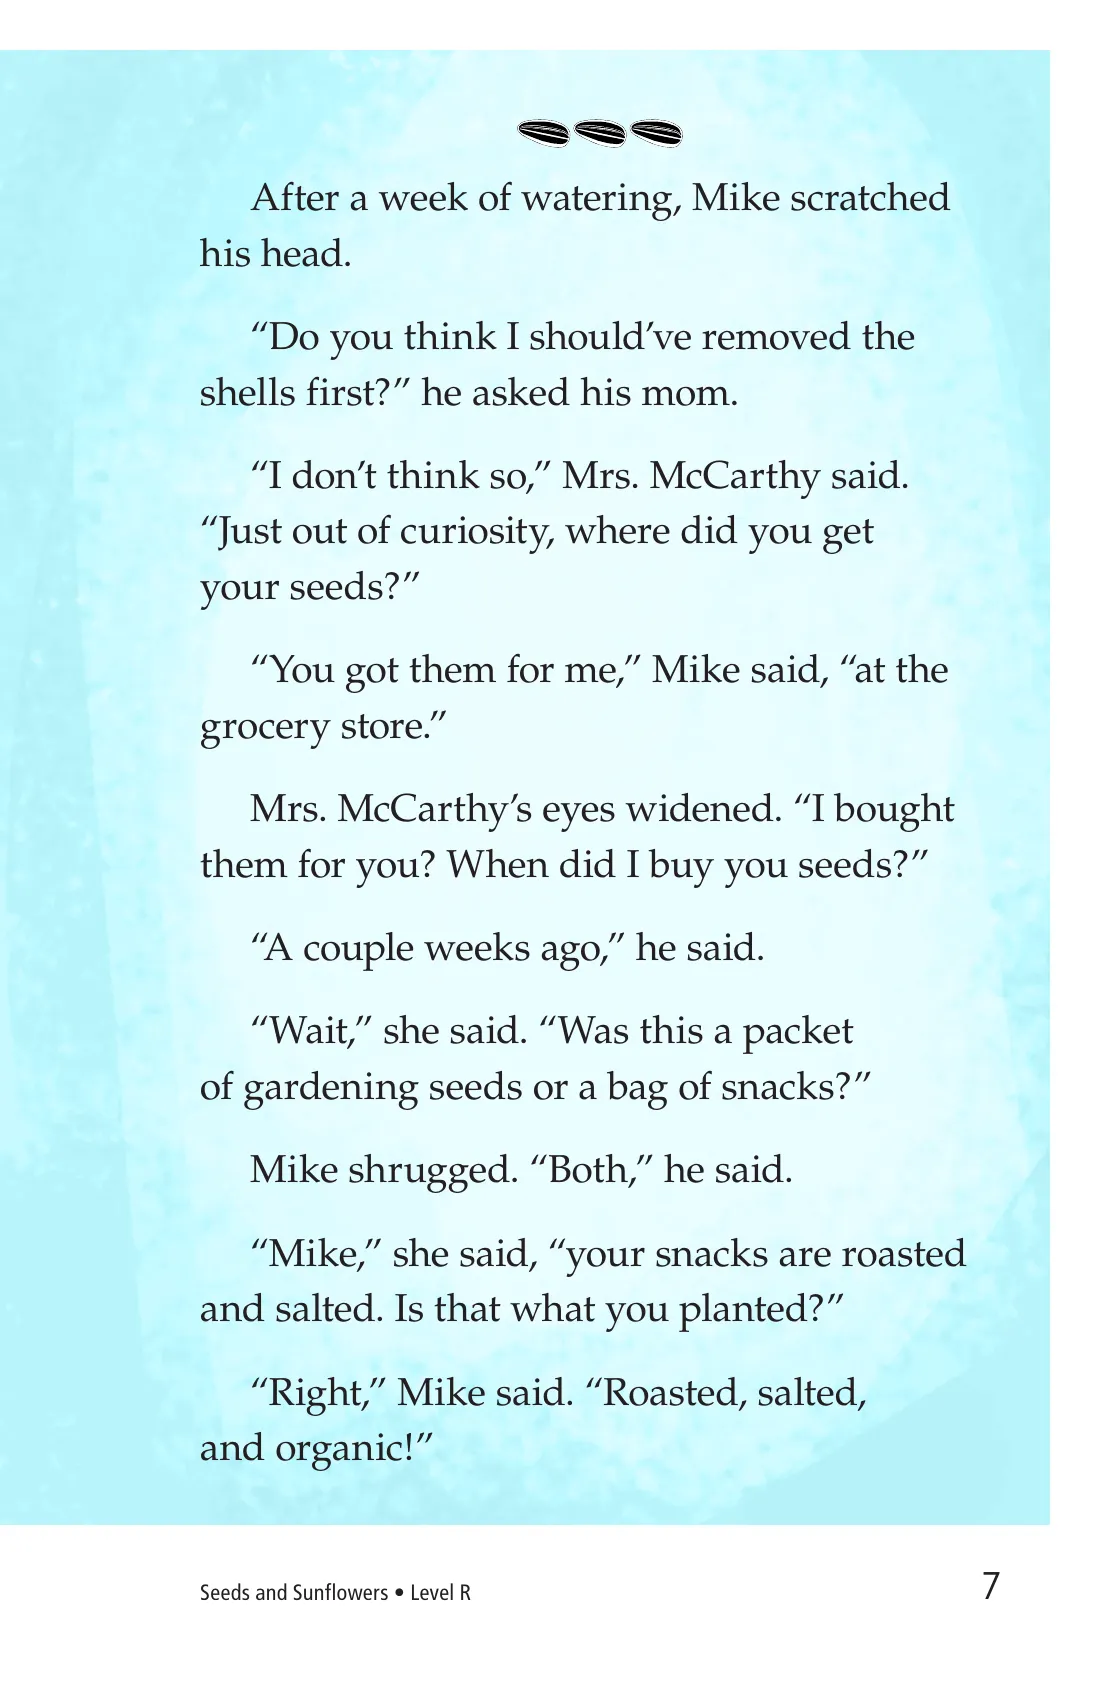 After a week of watering, Mike scratched
his head.
“Do you think I should’ve removed the
shells first?” he asked his mom.
“I don’t think so,” Mrs. McCarthy said.
“Just out of curiosity, where did you get
your seeds?”
“You got them for me,” Mike said, “at the
grocery store.”
Mrs. McCarthy’s eyes widened. “I bought
them for you? When did I buy you seeds?”
“A couple weeks ago,” he said.
“Wait,” she said. “Was this a packet
of gardening seeds or a bag of snacks?”
Mike shrugged. “Both,” he said.
“Mike,” she said, “your snacks are roasted
and salted. Is that what you planted?”
“Right,” Mike said. “Roasted, salted,
and organic!”
Seeds and Sunflowers • Level R
7